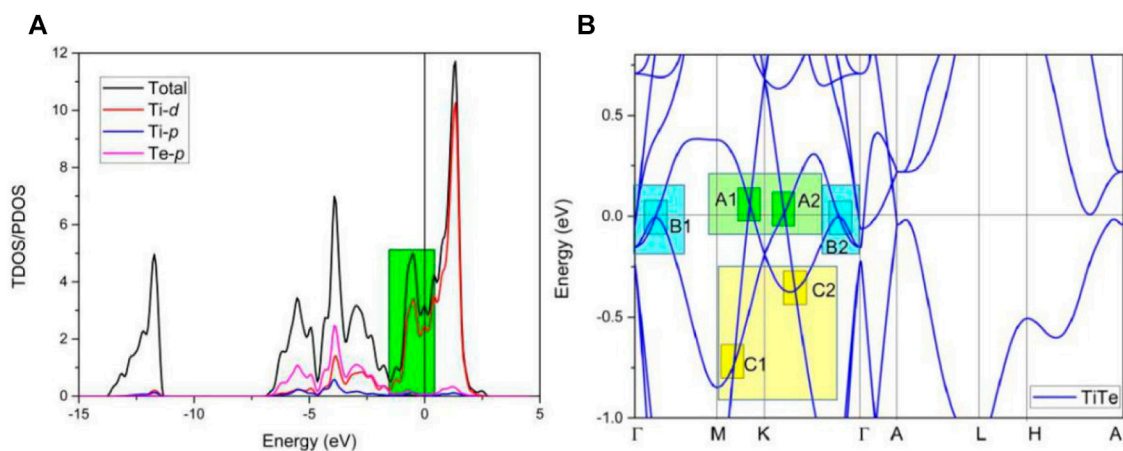 A
12
10
8
6
4
2
0
TDOS/PDOS
Total
Ti-d
Ti-p
Te-p
-15
-10
-5
0
5
Energy (eV)
B
0.5
0.0
-0.5
-1.0
Energy (eV)
A1
A2
B1
B2
C2
C1
TiTe
Γ
M
K
Γ
A
L
H
A